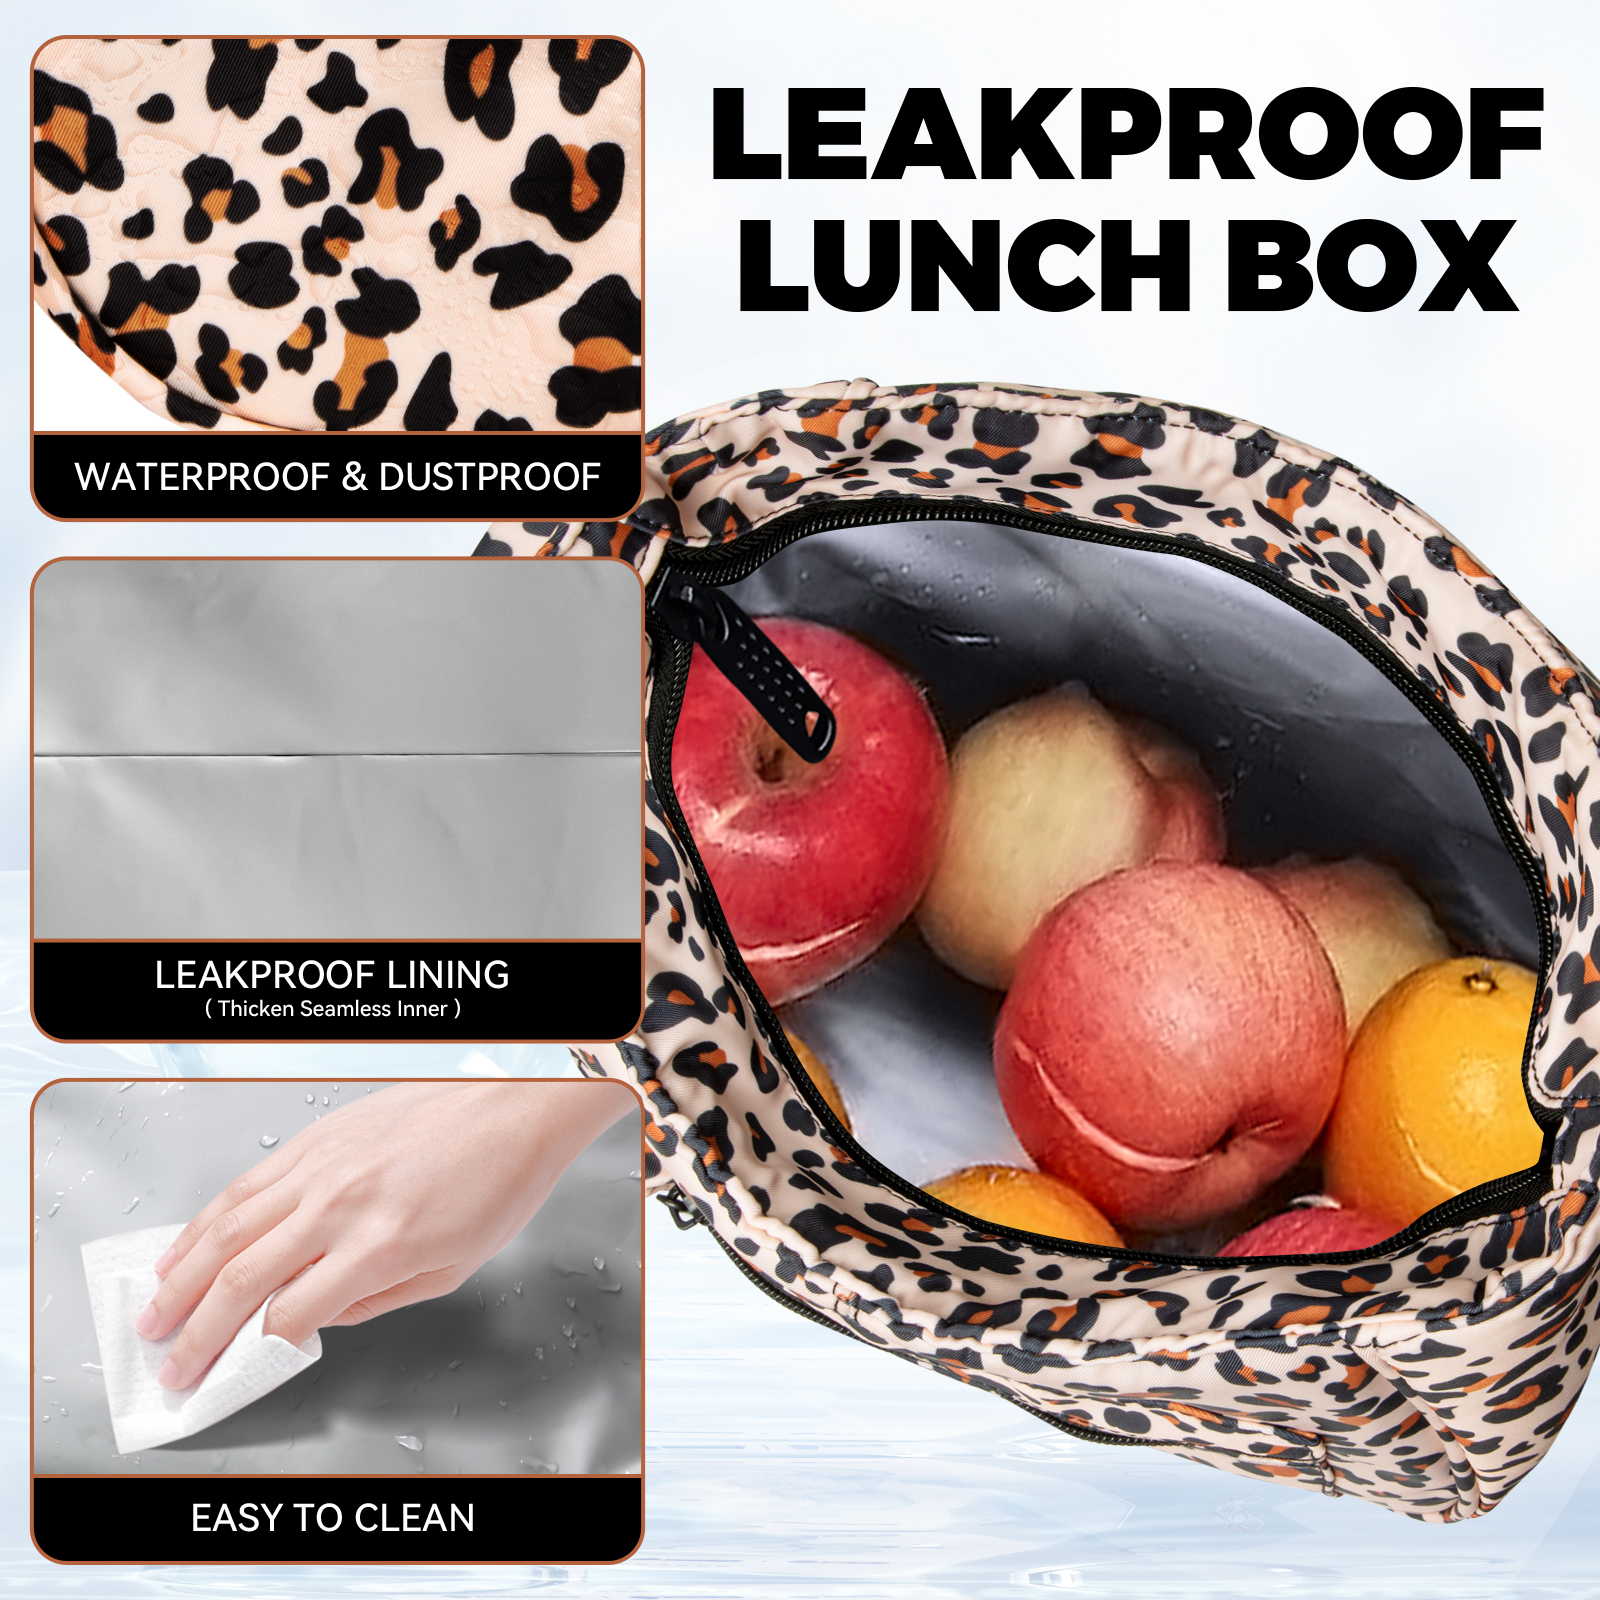 LEAKPROOF
LUNCH BOX
WATERPROOF & DUSTPROOF
LEAKPROOF LINING
( Thicken Seamless Inner )
EASY TO CLEAN